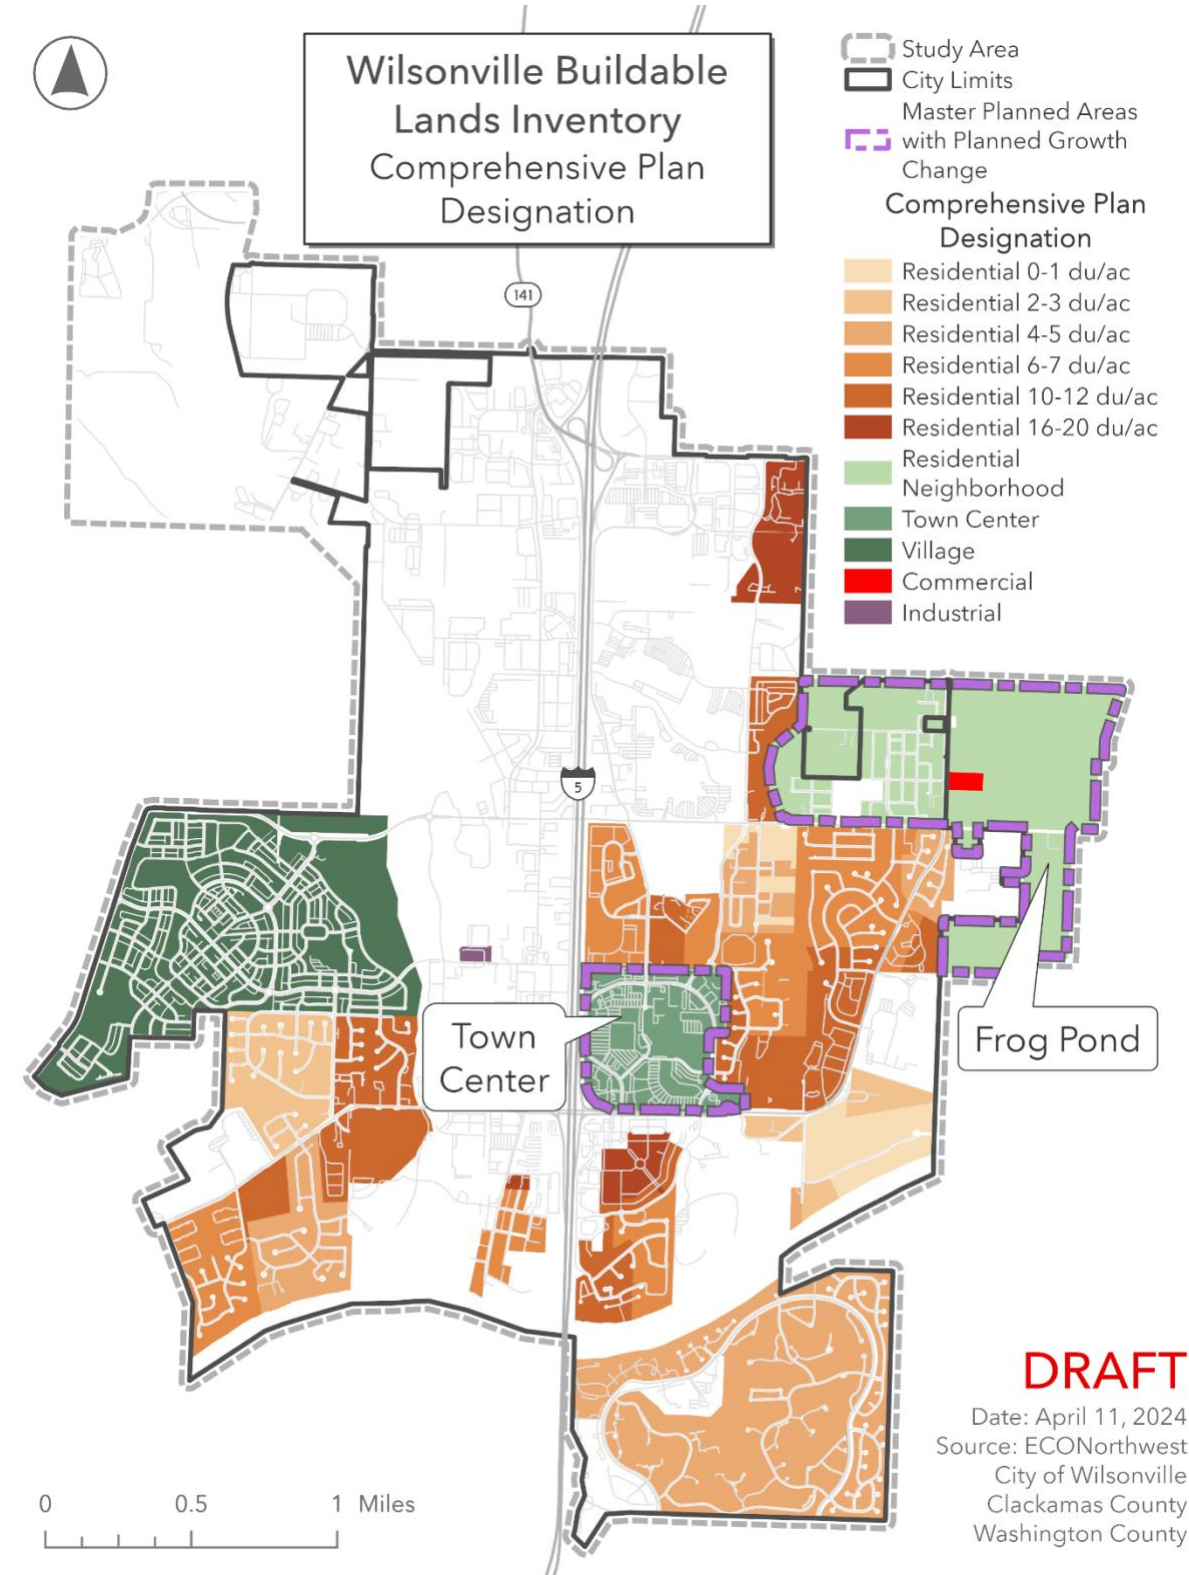 Wilsonville Buildable
Lands Inventory
Comprehensive Plan
Designation
Study Area
City Limits
Master Planned Areas
with Planned Growth
Change
Comprehensive Plan
Designation
Residential 0-1 du/ac
Residential 2-3 du/ac
Residential 4-5 du/ac
Residential 6-7 du/ac
Residential 10-12 du/ac
Residential 16-20 du/ac
Residential
Neighborhood
Town Center
Village
Commercial
Industrial
141
5
Town
Center
Frog Pond
DRAFT
Date: April 11, 2024
Source: ECONorthwest
City of Wilsonville
Clackamas County
Washington County
0 0.5 1 Miles